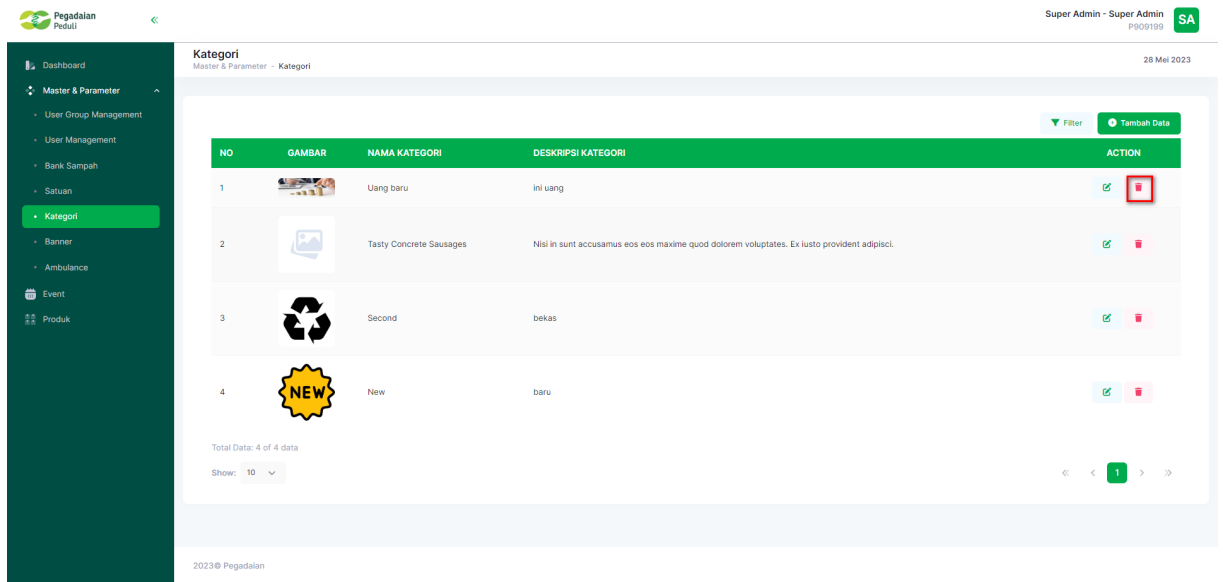 Pegadaian
Peduli
Super Admin - Super Admin
P909199
SA
Dashboard
Master & Parameter
User Group Management
User Management
Bank Sampah
Satuan
Kategori
Banner
Ambulance
Event
Produk
Kategori
Master & Parameter - Kategori
28 Mei 2023
Filter
Tambah Data
NO GAMBAR NAMA KATEGORI DESKRIPSI KATEGORI ACTION
1 Uang baru ini uang
2 Tasty Concrete Sausages Nisi in sunt accusamus eos eos maxime quod dolorem voluptates. Ex iusto provident adipisci.
3 Second bekas
4 NEW New baru
Total Data: 4 of 4 data
Show: 10
« < 1 > »
2023© Pegadaian